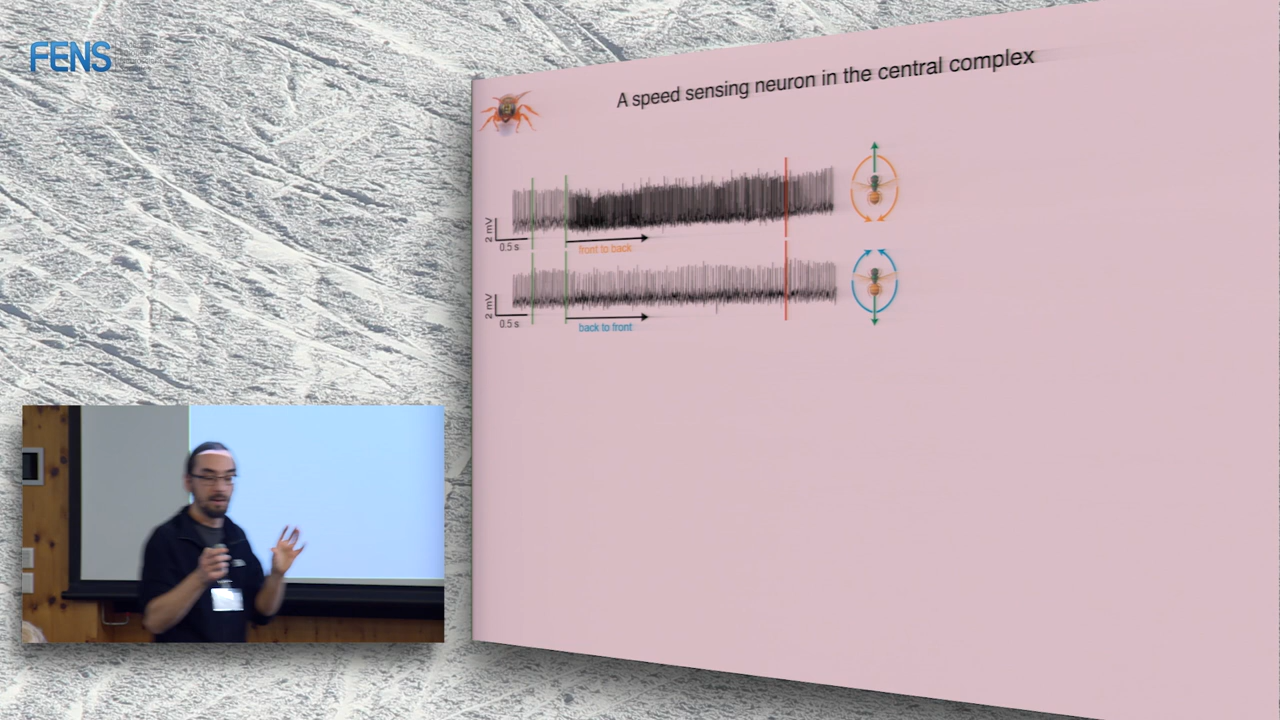 FENS
A speed sensing neuron in the central complex
2 mV
0.5 s
front to back
2 mV
0.5 s
back to front